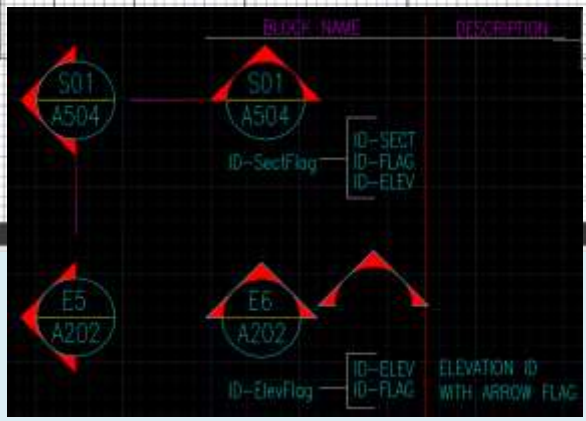 BLOCK NAME
DESCRIPTION
S01
A504
S01
A504
ID-SectFlag
ID-SECT
ID-FLAG
ID-ELEV
E5
A202
E6
A202
ID-ElevFlag
ID-ELEV
ID-FLAG
ELEVATION ID
WITH ARROW FLAG